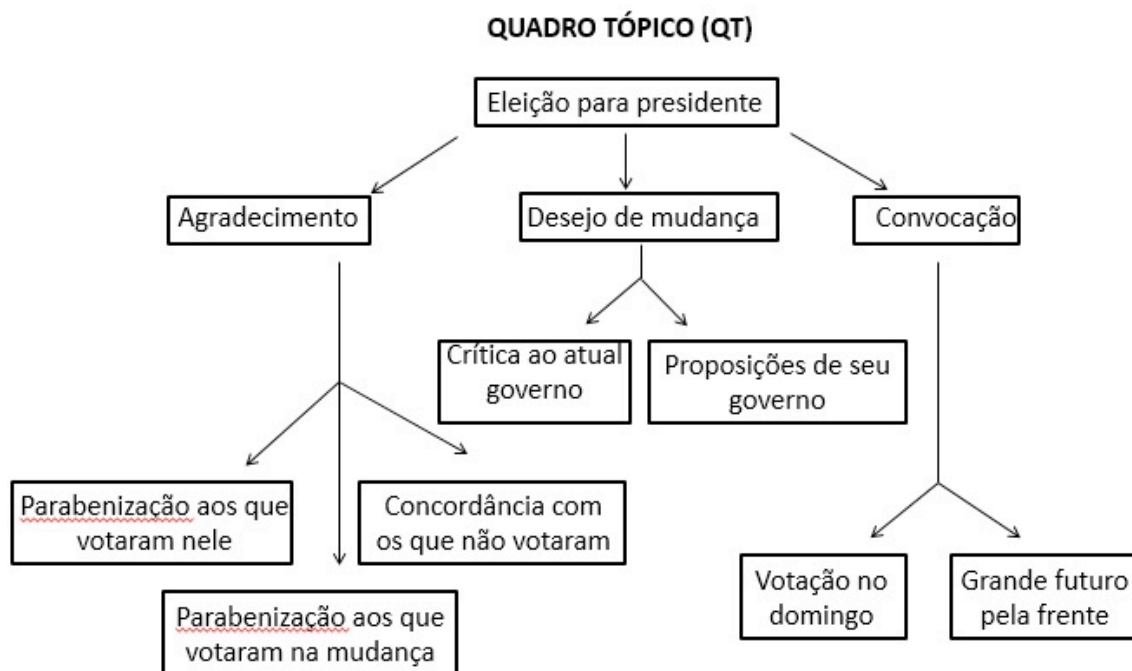 QUADRO TÓPICO (QT)
Eleição para presidente
Agradecimento
Desejo de mudança
Convocação
Crítica ao atual
governo
Proposições de seu
governo
Parabenização aos que
votaram nele
Concordância com
os que não votaram
Parabenização aos que
votaram na mudança
Votação no
domingo
Grande futuro
pela frente